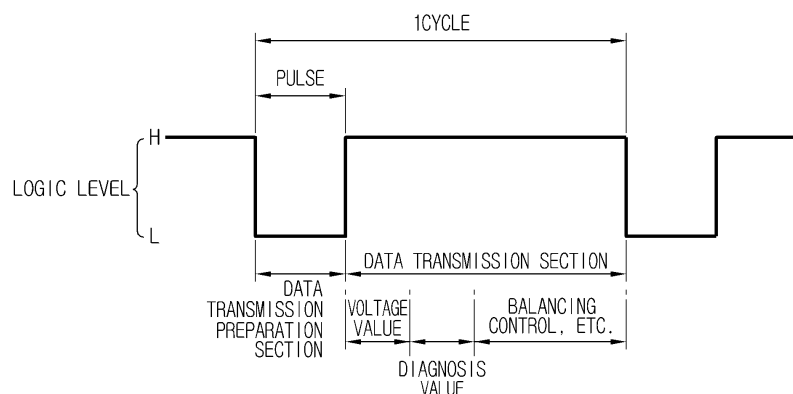 1CYCLE
PULSE
H
LOGIC LEVEL
L
DATA TRANSMISSION SECTION
DATA
TRANSMISSION
PREPARATION
SECTION
VOLTAGE
VALUE
BALANCING
CONTROL, ETC.
DIAGNOSIS
VALUE